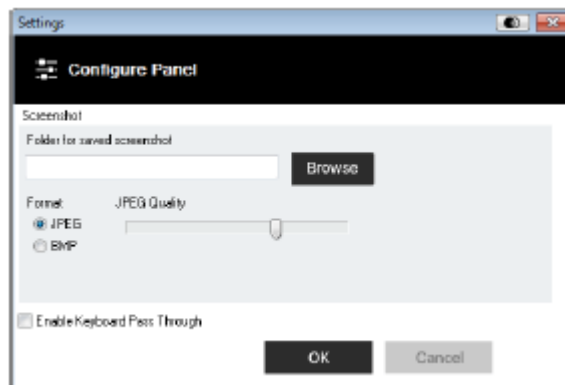 Settings
Configure Panel
Screenshot
Folder for saved screenshot
Browse
Format JPEG Quality
JPEG
BMP
Enable Keyboard Pass Through
OK Cancel